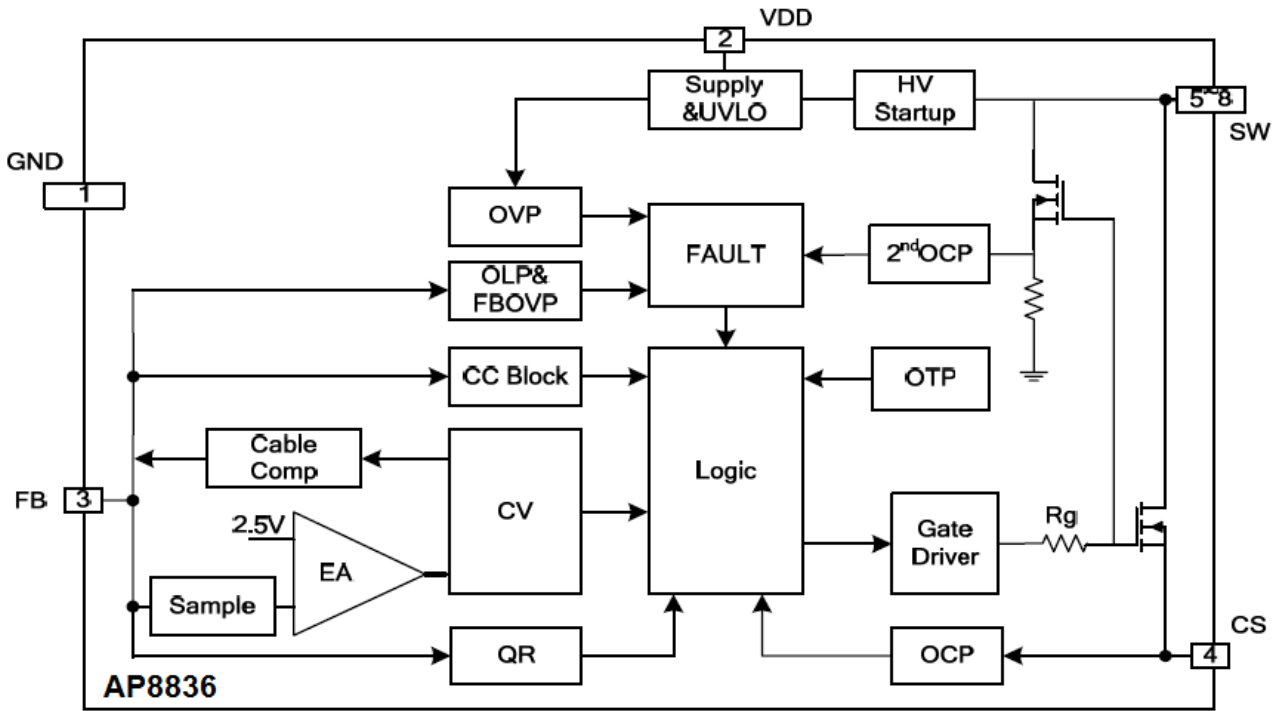 VDD
2
Supply
&UVLO
HV
Startup
5~8
SW
GND
1
OVP
FAULT
2ndOCP
OLP&
FBOVP
CC Block
OTP
Cable
Comp
Logic
CV
FB
3
2.5V
EA
Gate
Driver
Rg
Sample
CS
QR
OCP
4
AP8836